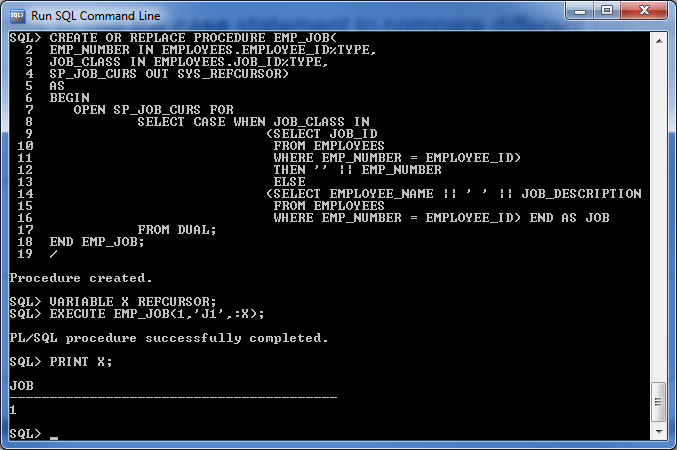 Run SQL Command Line
SQL> CREATE OR REPLACE PROCEDURE EMP_JOB(
2 EMP_NUMBER IN EMPLOYEES.EMPLOYEE_ID%TYPE,
3 JOB_CLASS IN EMPLOYEES.JOB_ID%TYPE,
4 SP_JOB_CURS OUT SYS_REFCURSOR)
5 AS
6 BEGIN
7 OPEN SP_JOB_CURS FOR
8 SELECT CASE WHEN JOB_CLASS IN
9 (SELECT JOB_ID
10 FROM EMPLOYEES
11 WHERE EMP_NUMBER = EMPLOYEE_ID)
12 THEN '' || EMP_NUMBER
13 ELSE
14 (SELECT EMPLOYEE_NAME || ' ' || JOB_DESCRIPTION
15 FROM EMPLOYEES
16 WHERE EMP_NUMBER = EMPLOYEE_ID) END AS JOB
17 FROM DUAL;
18 END EMP_JOB;
19 /
Procedure created.
SQL> VARIABLE X REFCURSOR;
SQL> EXECUTE EMP_JOB(1,'J1',:X);
PL/SQL procedure successfully completed.
SQL> PRINT X;
JOB
-----------------------------------------
1
SQL> _